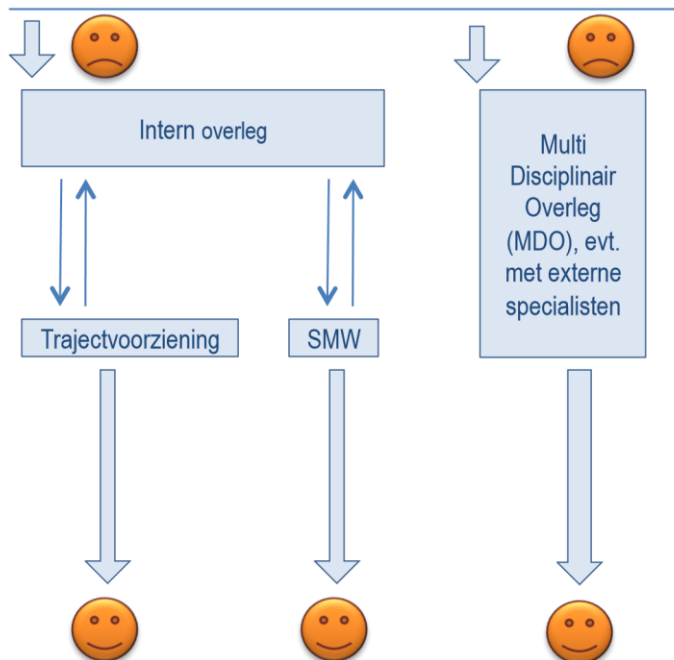 Intern overleg
Multi
Disciplinair
Overleg
(MDO), evt.
met externe
specialisten
Trajectvoorziening
SMW